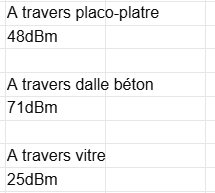 A travers placo-platre
48dBm
A travers dalle béton
71dBm
A travers vitre
25dBm